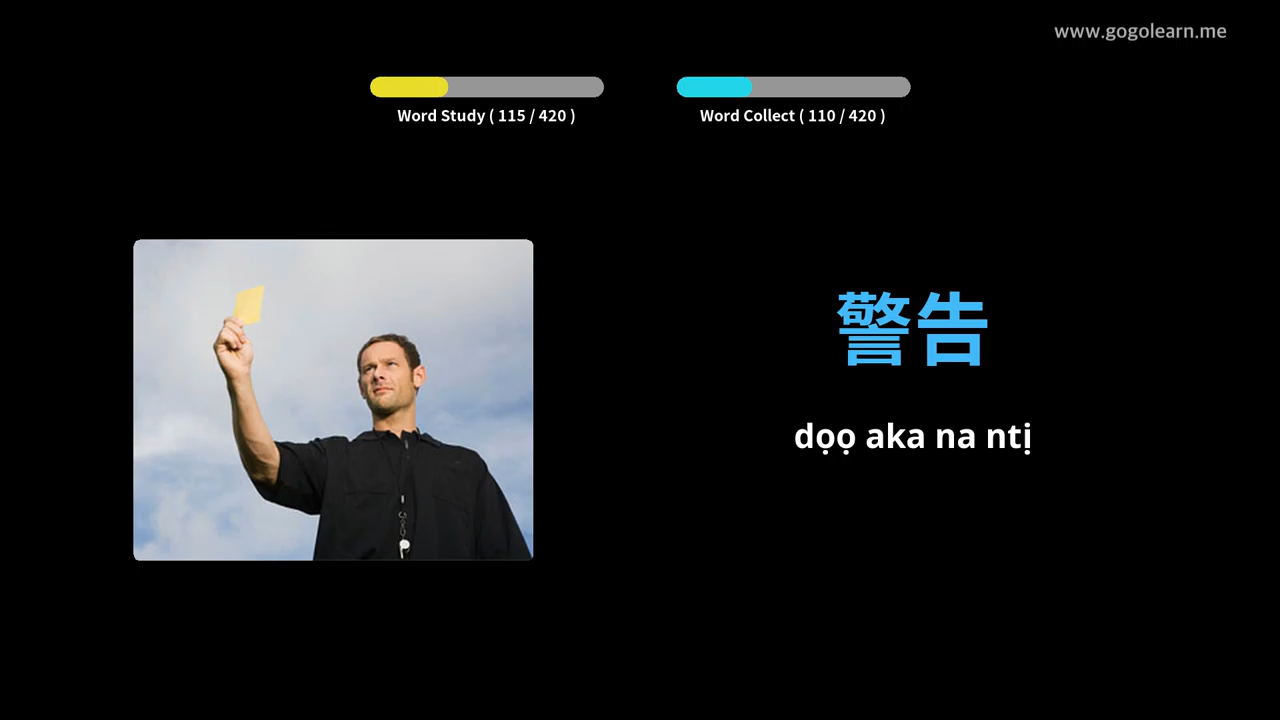 www.gogolearn.me
Word Study ( 115 / 420 )
Word Collect ( 110 / 420 )
警告
dọọ aka na ntị